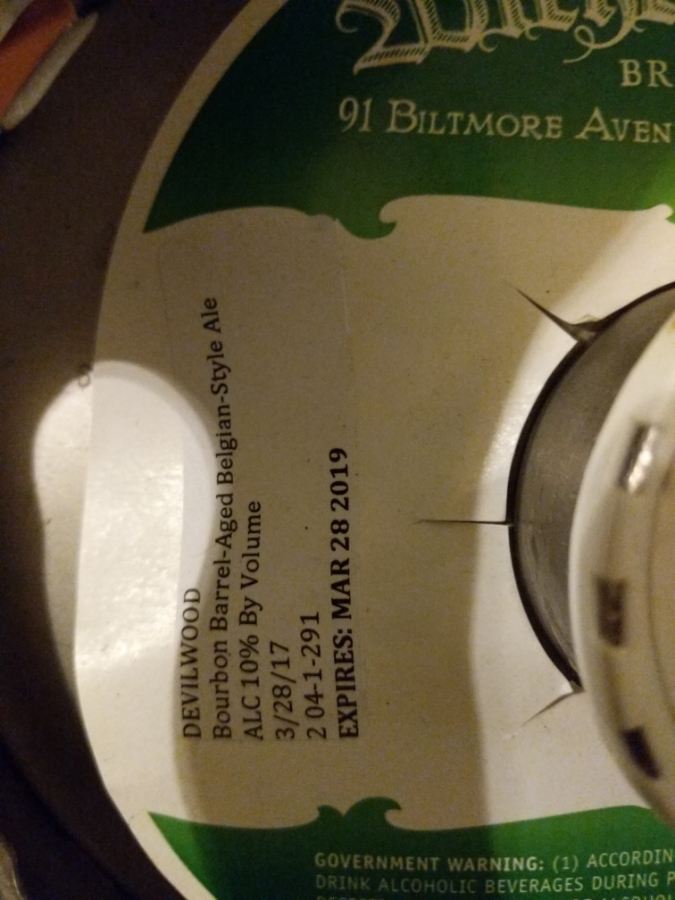 BR
91 BILTMORE AVEN
DEVILWOOD
Bourbon Barrel-Aged Belgian-Style Ale
ALC 10% By Volume
3/28/17
2 04-1-291
EXPIRES: MAR 28 2019
GOVERNMENT WARNING: (1) ACCORDIN
DRINK ALCOHOLIC BEVERAGES DURING P